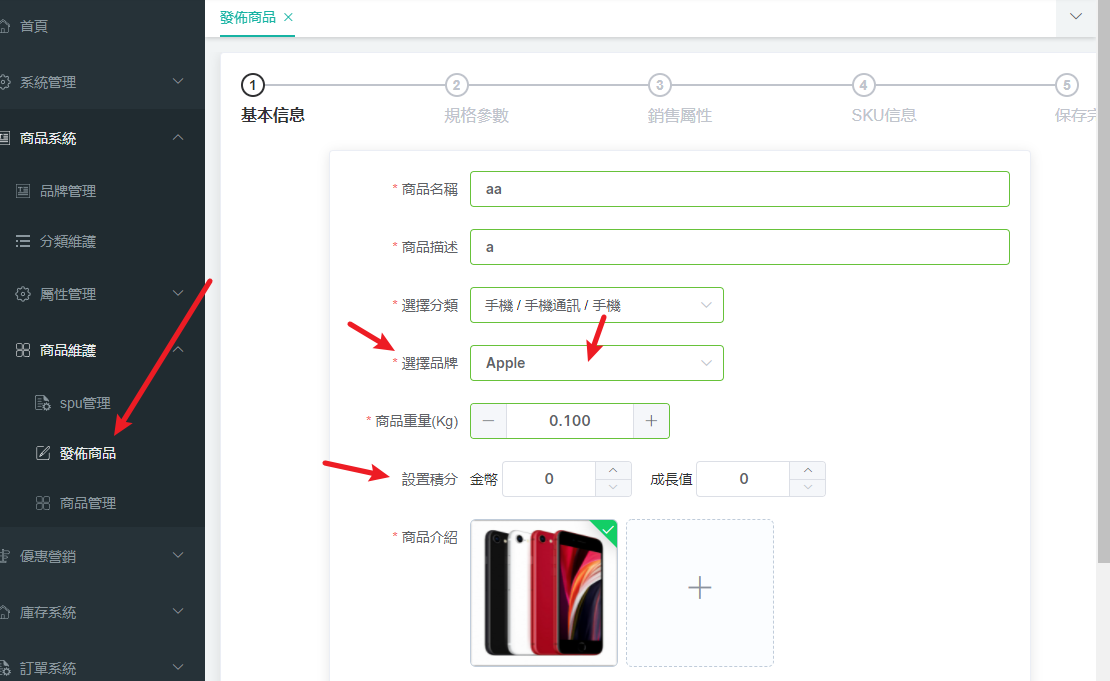 首頁
系統管理
商品系統
品牌管理
分類維護
屬性管理
商品維護
spu管理
發佈商品
商品管理
優惠營銷
庫存系統
訂單系統
發佈商品 ×
1 2 3 4 5
基本信息 規格參數 銷售屬性 SKU信息 保存完
* 商品名稱 aa
* 商品描述 a
* 選擇分類 手機 / 手機通訊 / 手機
* 選擇品牌 Apple
* 商品重量(Kg) — 0.100 +
設置積分 金幣 0 成長值 0
* 商品介紹